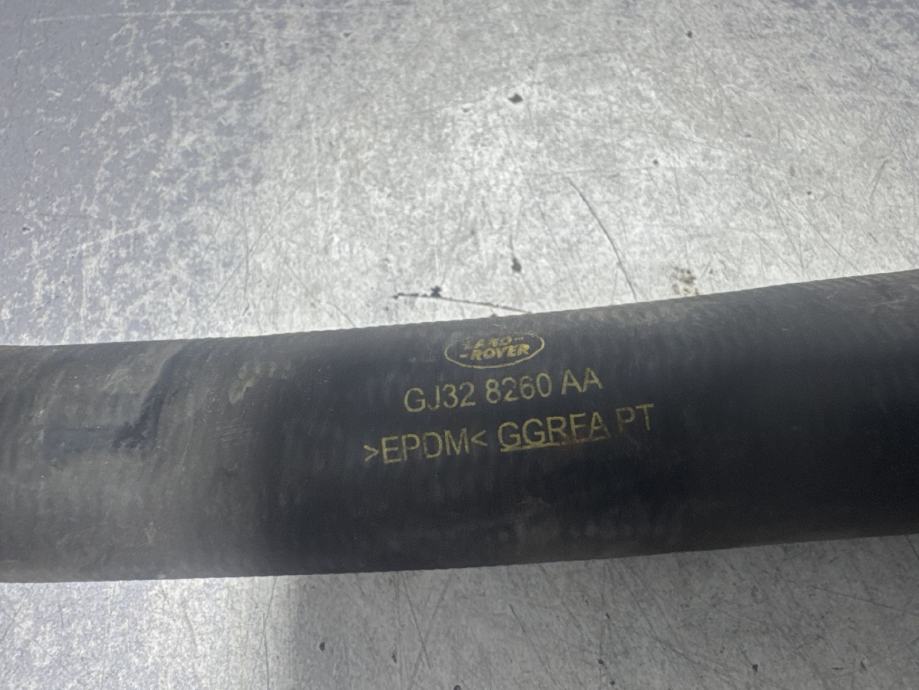 LAND-
-ROVER
GJ32 8260 AA
>EPDM< GGREA PT